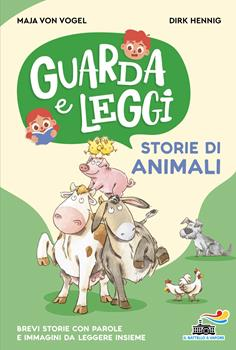 MAJA VON VOGEL
DIRK HENNIG
GUARDA
e LEGGI
STORIE DI
ANIMALI
BREVI STORIE CON PAROLE
E IMMAGINI DA LEGGERE INSIEME
IL BATTELLO A VAPORE